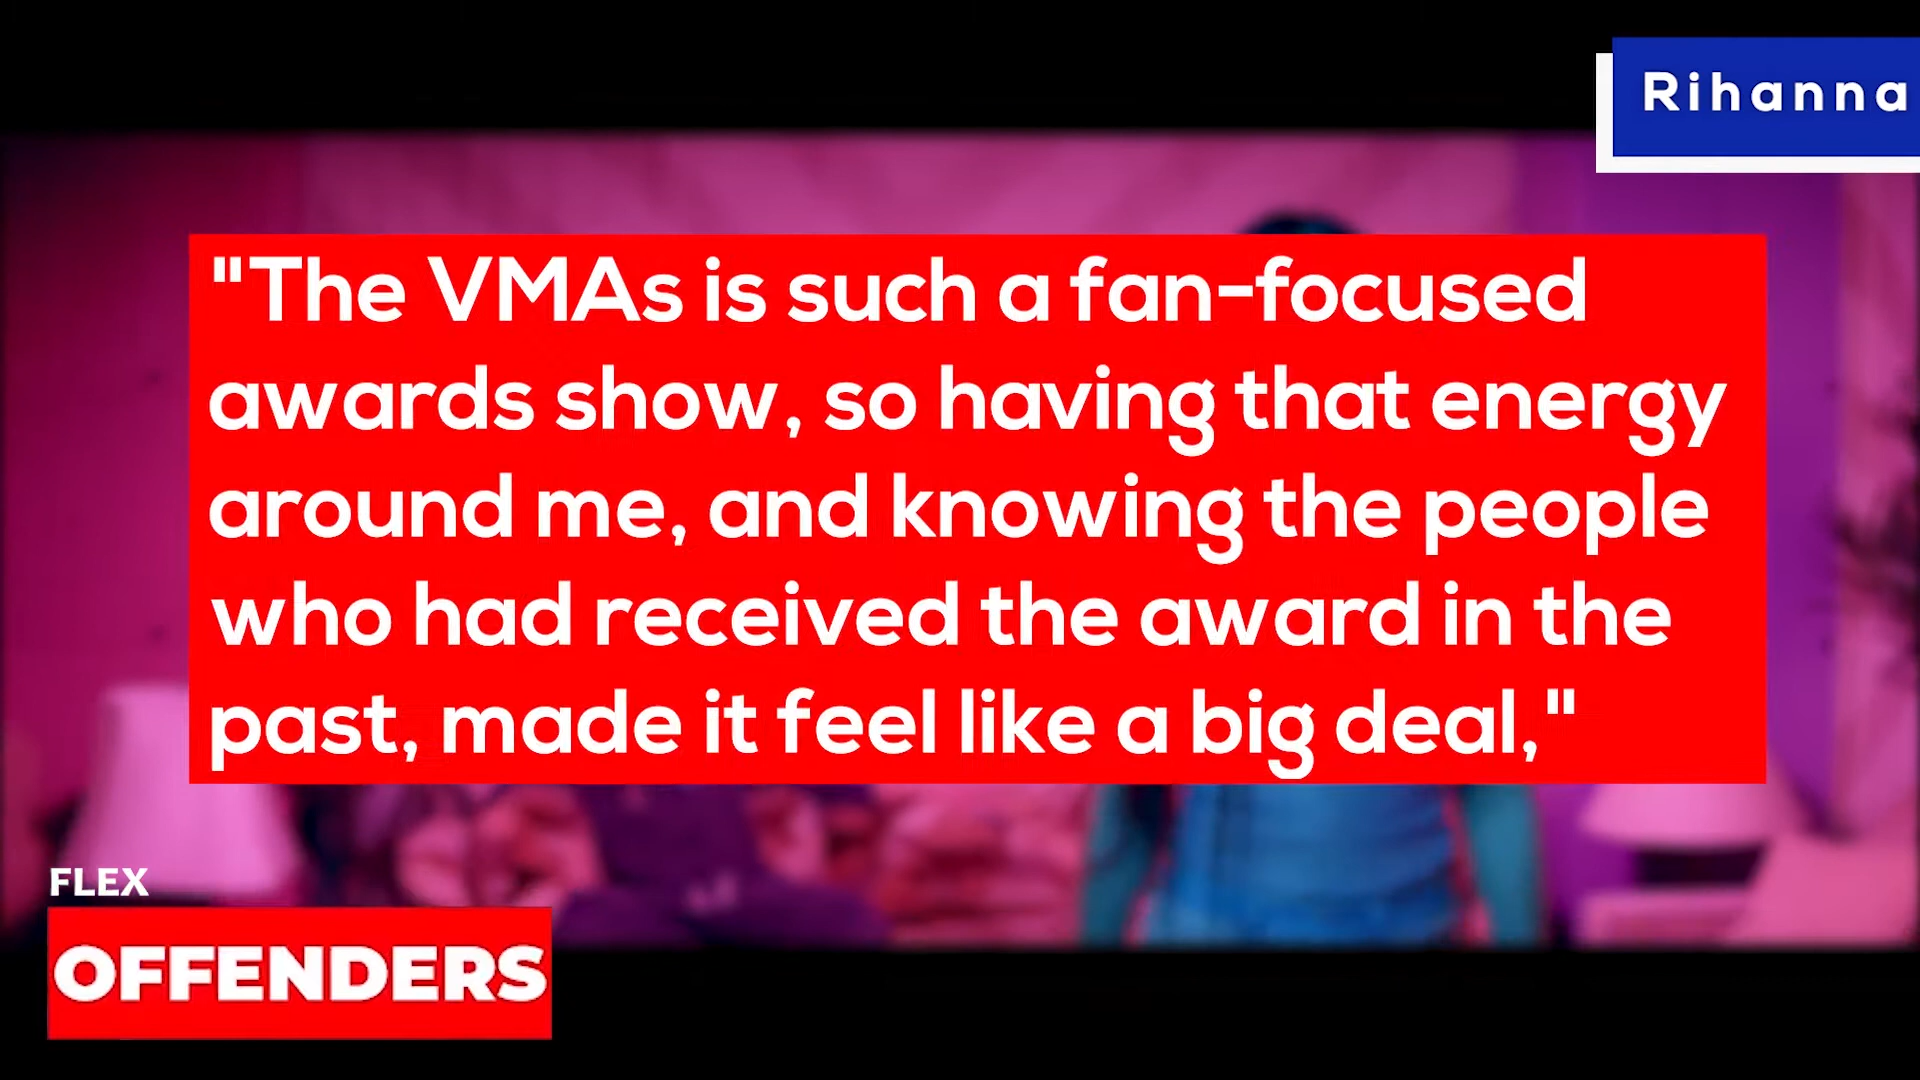 Rihanna
"The VMAs is such a fan-focused
awards show, so having that energy
around me, and knowing the people
who had received the award in the
past, made it feel like a big deal,"
FLEX
OFFENDERS